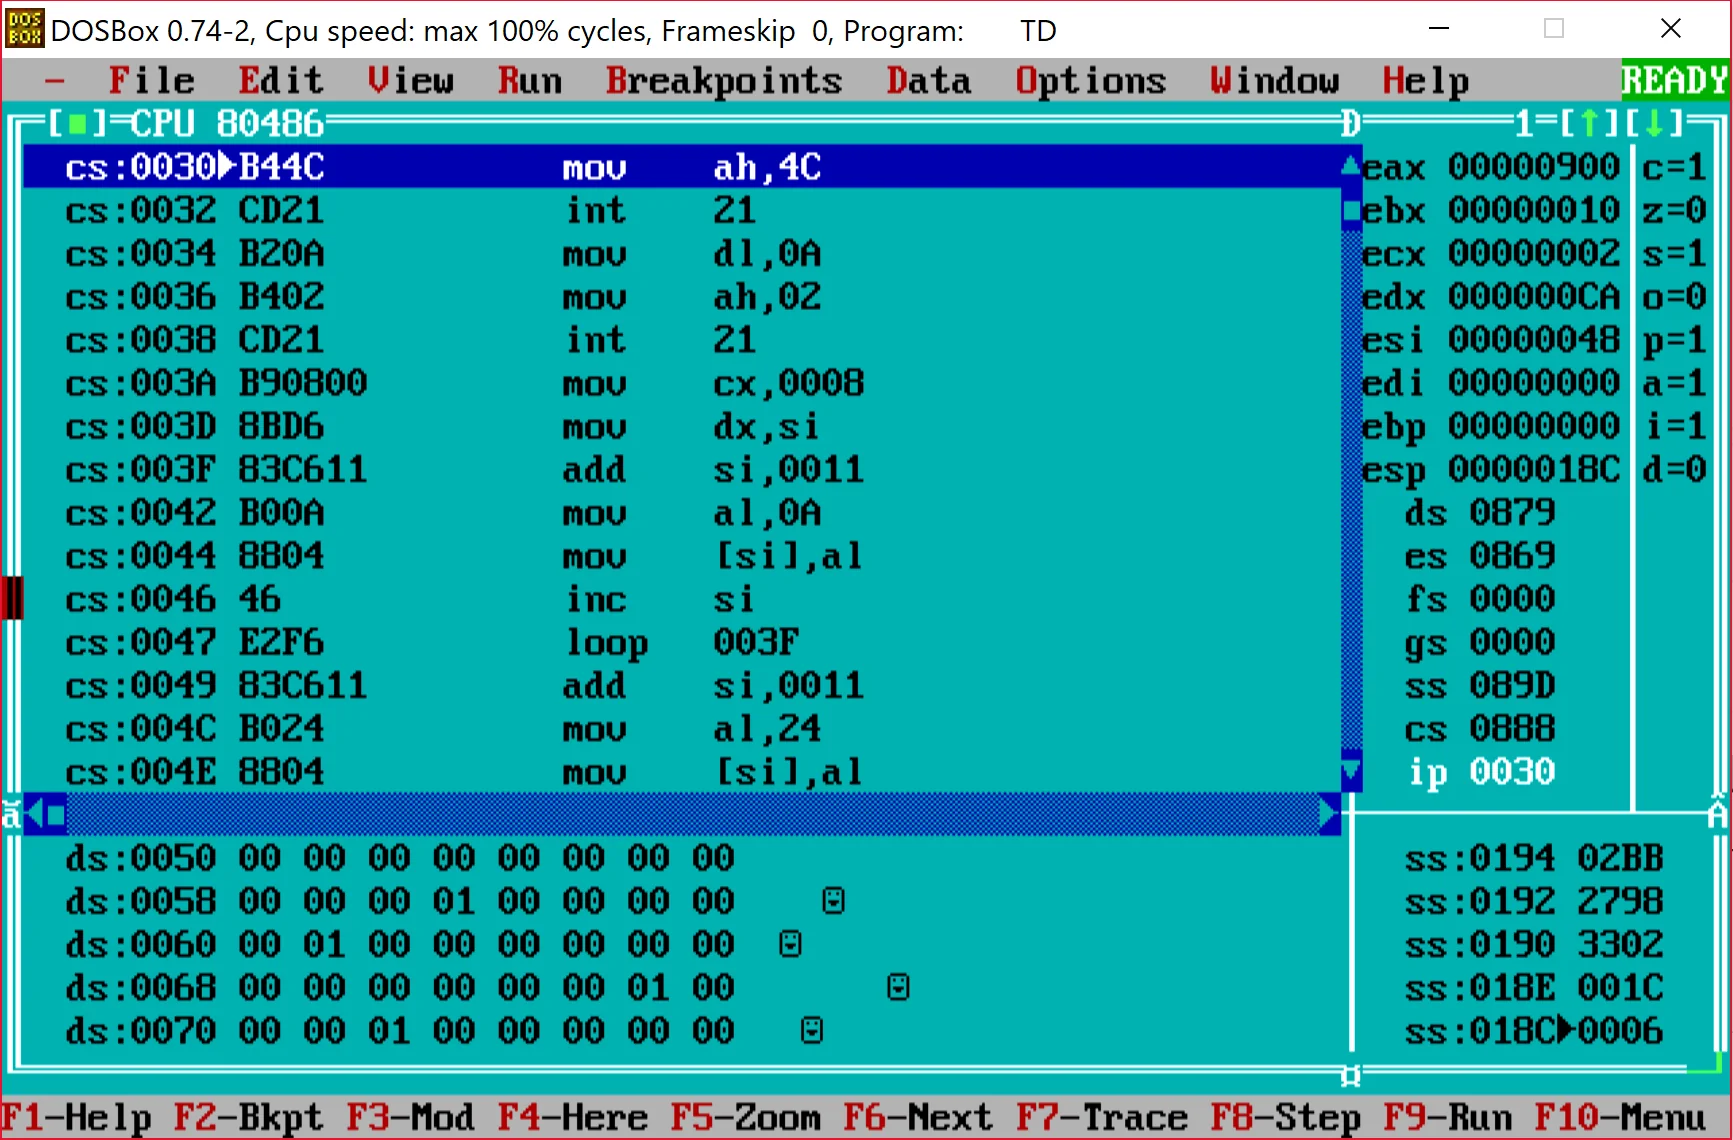 DOS BOX DOSBox 0.74-2, Cpu speed: max 100% cycles, Frameskip 0, Program: TD
File Edit View Run Breakpoints Data Options Window Help READY
[■]=CPU 80486 1=[↑][↓]
cs:0030►B44C mov ah,4C eax 00000900 c=1
cs:0032 CD21 int 21 ebx 00000010 z=0
cs:0034 B20A mov dl,0A ecx 00000002 s=1
cs:0036 B402 mov ah,02 edx 000000CA o=0
cs:0038 CD21 int 21 esi 00000048 p=1
cs:003A B90800 mov cx,0008 edi 00000000 a=1
cs:003D 8BD6 mov dx,si ebp 00000000 i=1
cs:003F 83C611 add si,0011 esp 0000018C d=0
cs:0042 B00A mov al,0A ds 0879
cs:0044 8804 mov [si],al es 0869
cs:0046 46 inc si fs 0000
cs:0047 E2F6 loop 003F gs 0000
cs:0049 83C611 add si,0011 ss 089D
cs:004C B024 mov al,24 cs 0888
cs:004E 8804 mov [si],al ip 0030
ds:0050 00 00 00 00 00 00 00 00 ss:0194 02BB
ds:0058 00 00 00 01 00 00 00 00 ☺ ss:0192 2798
ds:0060 00 01 00 00 00 00 00 00 ☺ ss:0190 3302
ds:0068 00 00 00 00 00 00 01 00 ☺ ss:018E 001C
ds:0070 00 00 01 00 00 00 00 00 ☺ ss:018C►0006
F1-Help F2-Bkpt F3-Mod F4-Here F5-Zoom F6-Next F7-Trace F8-Step F9-Run F10-Menu